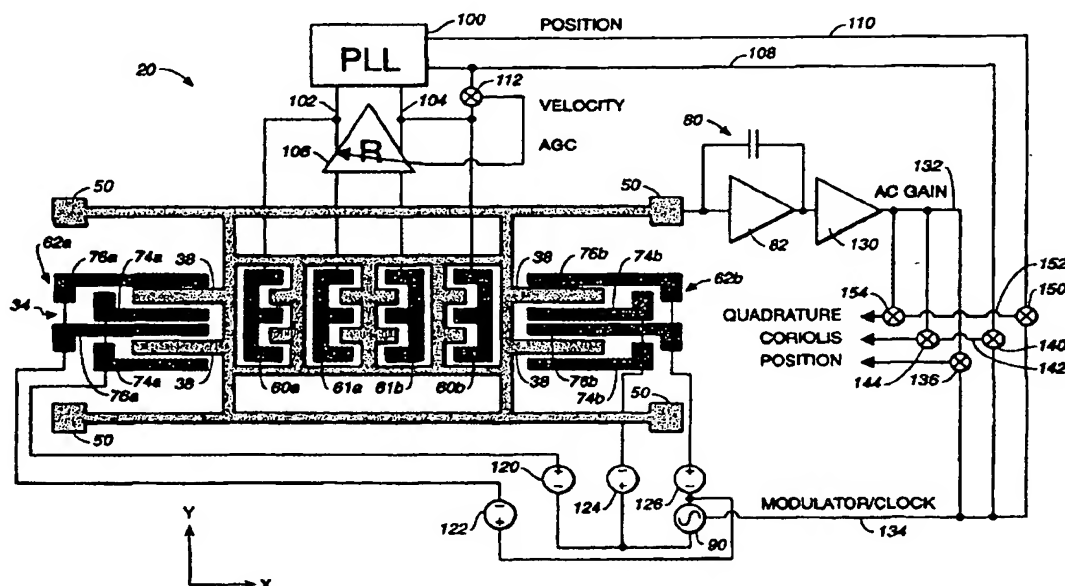 100
POSITION
110
PLL
108
20
112
102
104
VELOCITY
80
106
R
AGC
50
50
132
AC GAIN
62a
76a
74a
38
38
76b
74b
62b
82
130
152
150
34
154
QUADRATURE
CORIOLIS
POSITION
140
142
144
136
76a
74a
38
60a
61a
61b
60b
38
76b
74b
50
50
120
124
126
122
MODULATOR/CLOCK
90
134
Y
X